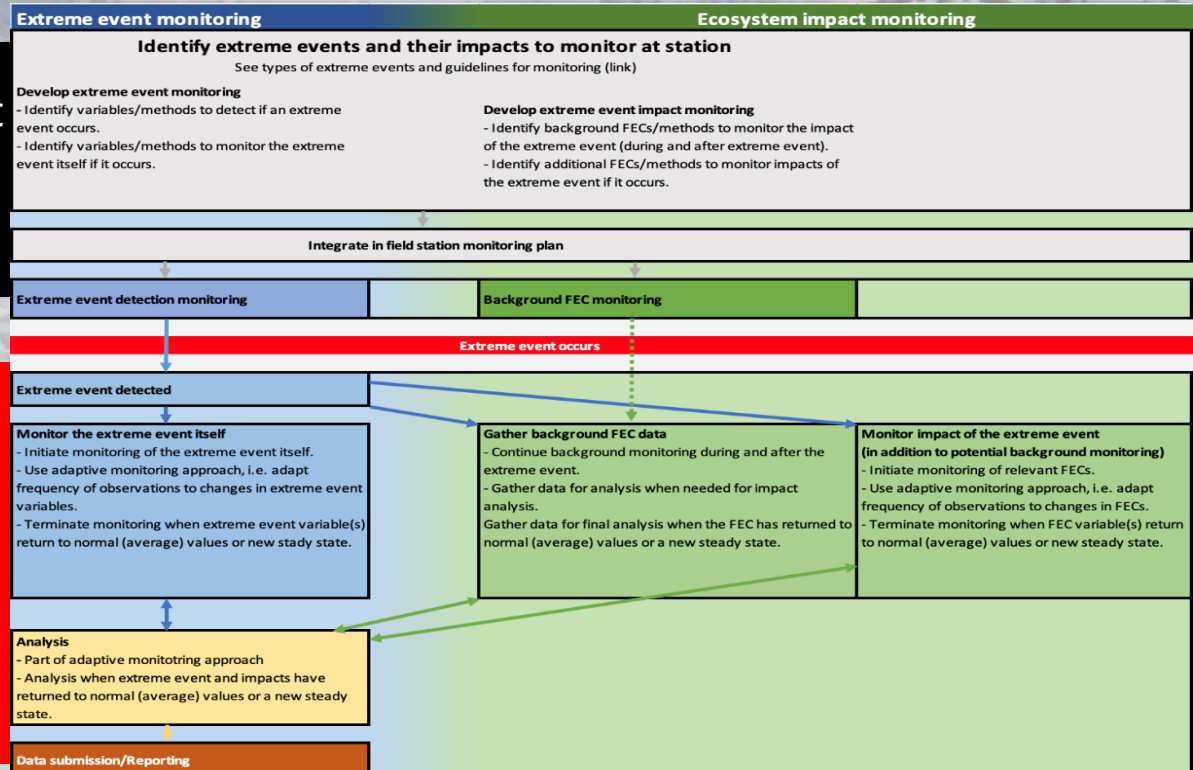 Extreme event monitoring
Ecosystem impact monitoring
Identify extreme events and their impacts to monitor at station
See types of extreme events and guidelines for monitoring (link)
Develop extreme event monitoring
- Identify variables/methods to detect if an extreme
event occurs.
- Identify variables/methods to monitor the extreme
event itself if it occurs.
Develop extreme event impact monitoring
- Identify background FECs/methods to monitor the impact
of the extreme event (during and after extreme event).
- Identify additional FECs/methods to monitor impacts of
the extreme event if it occurs.
Integrate in field station monitoring plan
Extreme event detection monitoring
Background FEC monitoring
Extreme event occurs
Extreme event detected
Monitor the extreme event itself
- Initiate monitoring of the extreme event itself.
- Use adaptive monitoring approach, i.e. adapt
frequency of observations to changes in extreme event
variables.
- Terminate monitoring when extreme event variable(s)
return to normal (average) values or new stady state.
Gather background FEC data
- Continue background monitoring during and after the
extreme event.
- Gather data for analysis when needed for impact
analysis.
Gather data for final analysis when the FEC has returned to
normal (average) values or a new steady state.
Monitor impact of the extreme event
(in addition to potential background monitoring)
- Initiate monitoring of relevant FECs.
- Use adaptive monitoring approach, i.e. adapt
frequency of observations to changes in FECs.
- Terminate monitoring when FEC variable(s) return
to normal (average) values or new steady state.
Analysis
- Part of adaptive monitotring approach
- Analysis when extreme event and impacts have
returned to normal (average) values or a new steady
state.
Data submission/Reporting